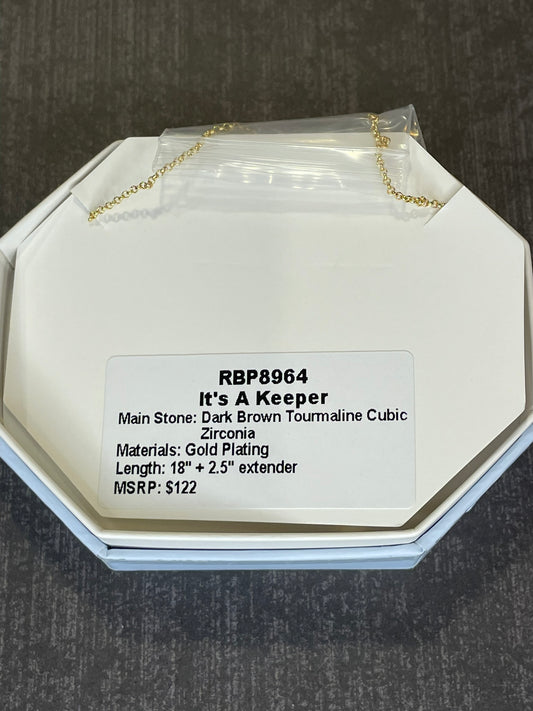 RBP8964
It's A Keeper
Main Stone: Dark Brown Tourmaline Cubic
Zirconia
Materials: Gold Plating
Length: 18" + 2.5" extender
MSRP: $122